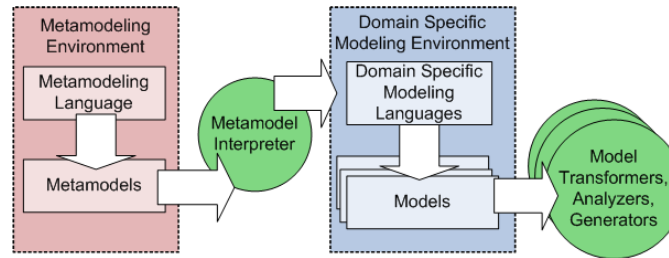 Metamodeling
Environment
Metamodeling
Language
Metamodels
Metamodel
Interpreter
Domain Specific
Modeling Environment
Domain Specific
Modeling
Languages
Models
Model
Transformers,
Analyzers,
Generators